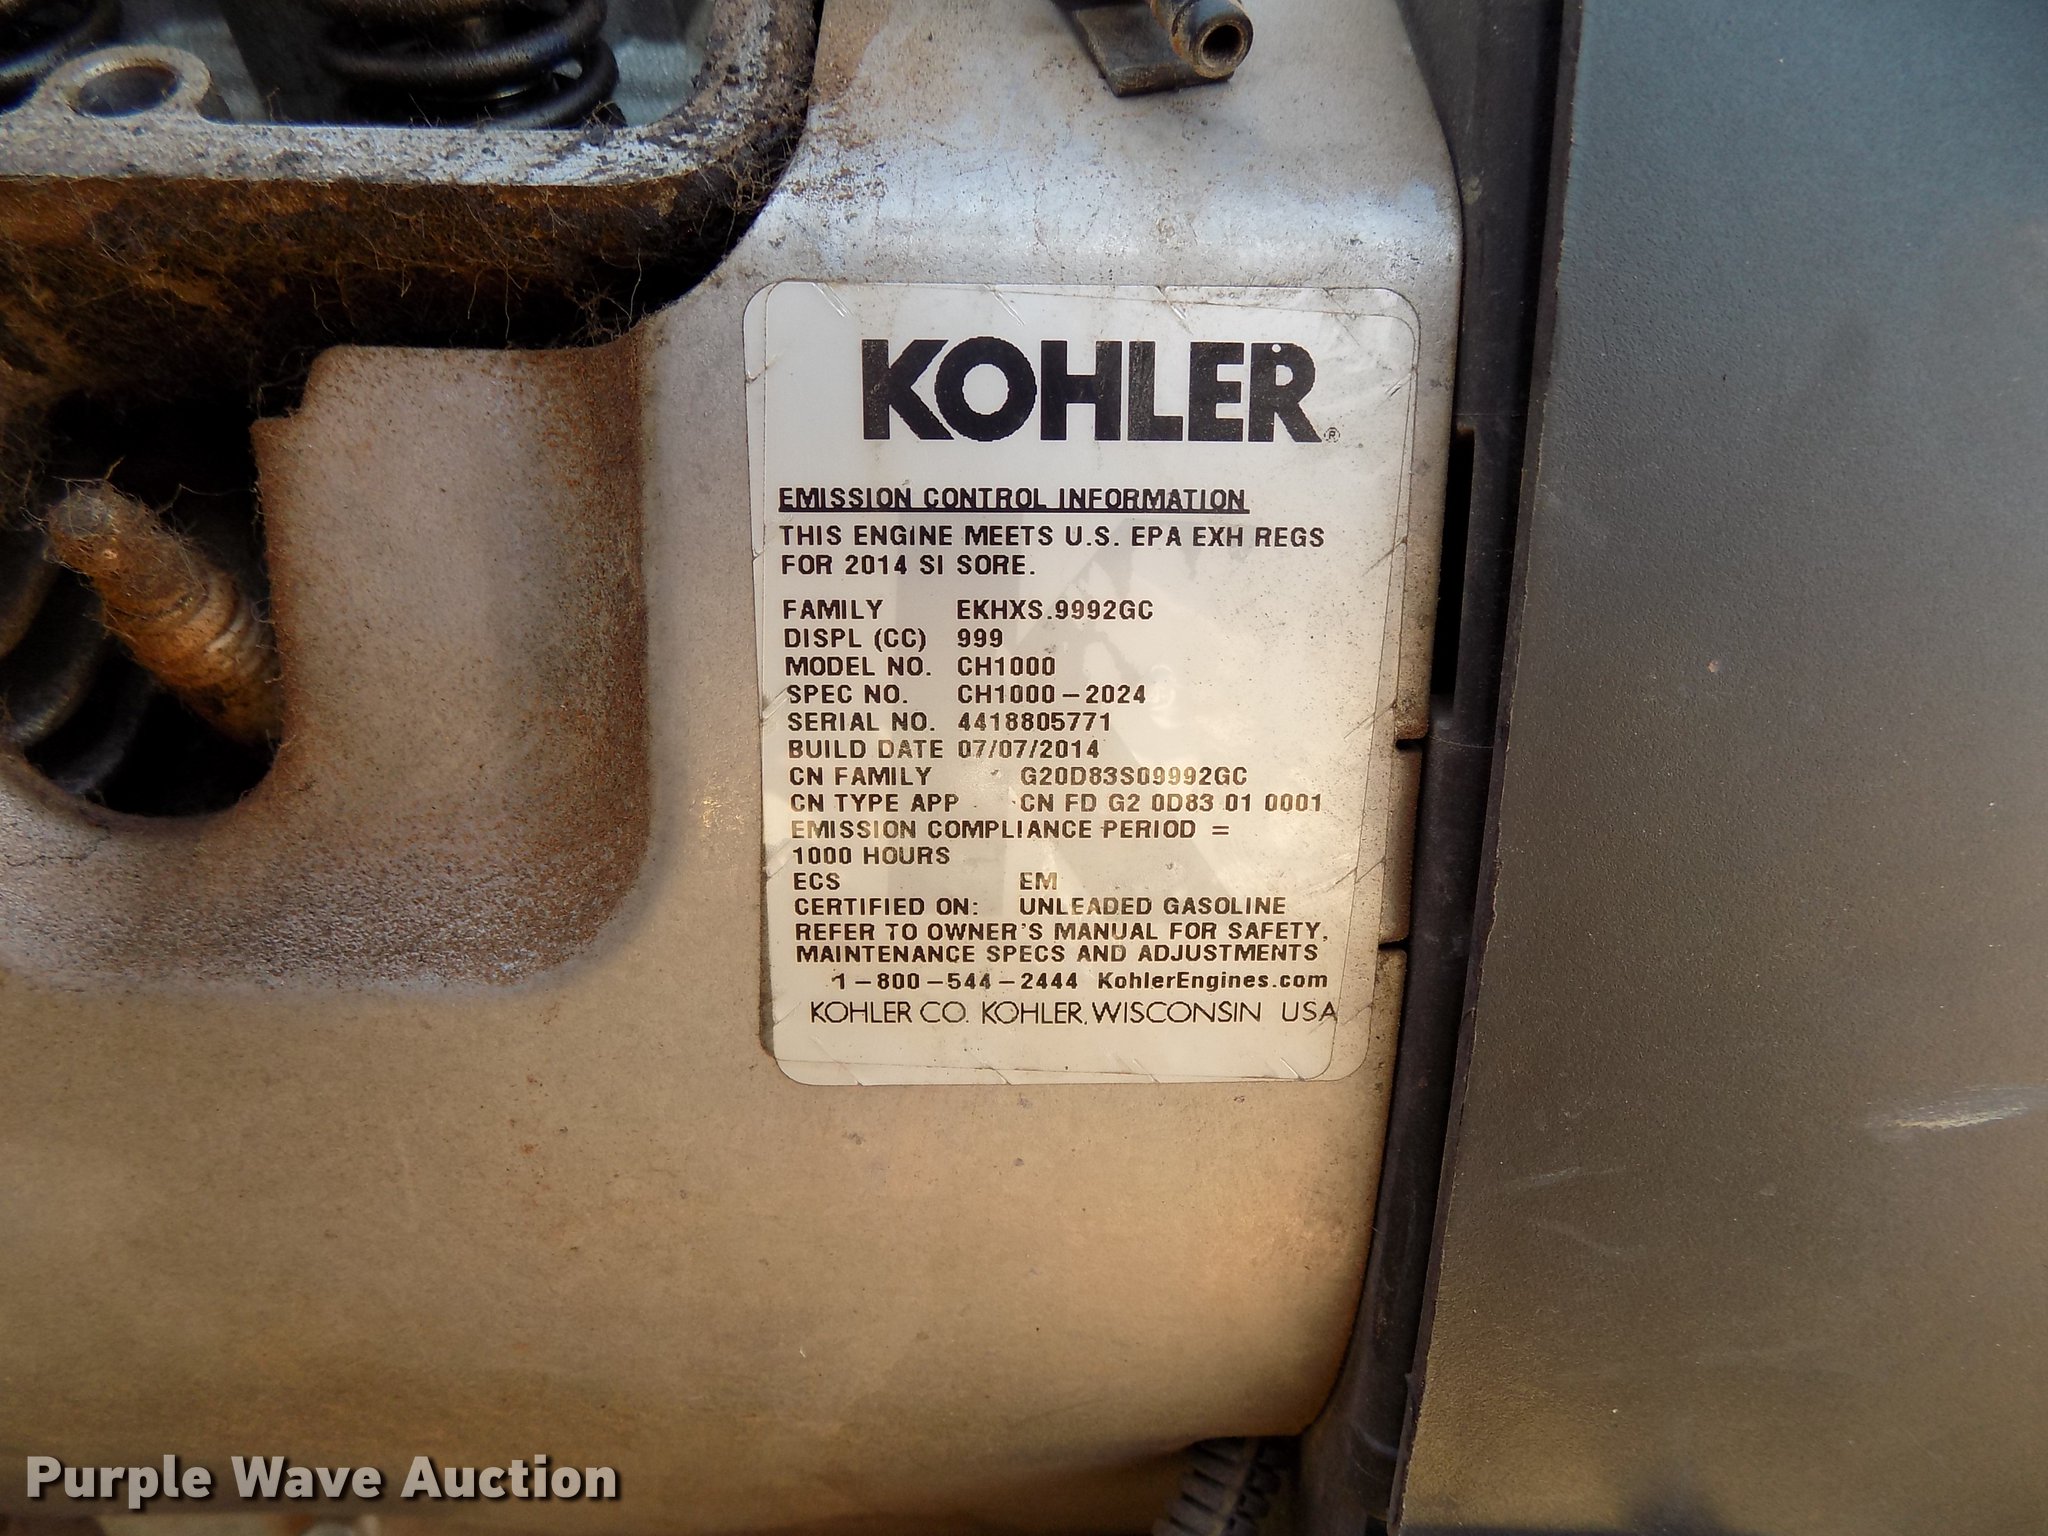 KOHLER®
EMISSION CONTROL INFORMATION
THIS ENGINE MEETS U.S. EPA EXH REGS
FOR 2014 SI SORE.
FAMILY EKHXS.9992GC
DISPL (CC) 999
MODEL NO. CH1000
SPEC NO. CH1000-2024
SERIAL NO. 4418805771
BUILD DATE 07/07/2014
CN FAMILY G20D83S09992GC
CN TYPE APP CN FD G2 0D83 01 0001
EMISSION COMPLIANCE PERIOD =
1000 HOURS
ECS EM
CERTIFIED ON: UNLEADED GASOLINE
REFER TO OWNER'S MANUAL FOR SAFETY,
MAINTENANCE SPECS AND ADJUSTMENTS
1-800-544-2444 KohlerEngines.com
KOHLER CO. KOHLER, WISCONSIN USA
Purple Wave Auction